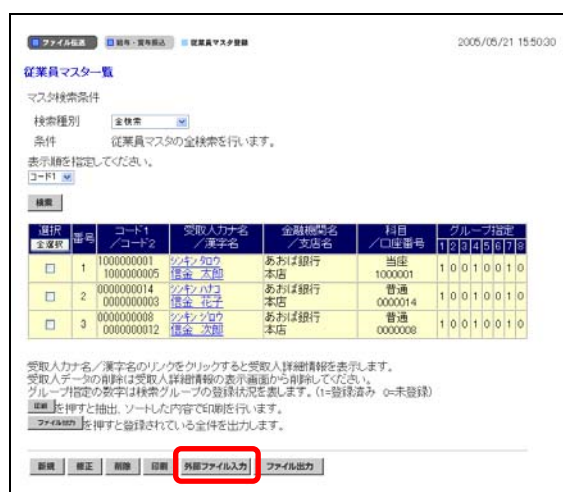 ファイル伝送 給与・賞与振込 従業員マスタ登録 2005/05/21 15:50:30
従業員マスタ一覧
マスタ検索条件
検索種別 全検索
条件 従業員マスタの全検索を行います。
表示順を指定してください。
コード1
検索
選択 全選択 番号 コード1/コード2 受取人カナ名/漢字名 金融機関名/支店名 科目/口座番号 グループ指定 1 2 3 4 5 6 7 8
1 1000000001 シンキン タロウ あおば銀行 当座 1 0 0 1 0 0 1 0
1000000005 信金 太郎 本店 1000001
2 0000000014 シンキン ハナコ あおば銀行 普通 1 0 0 1 0 0 1 0
0000000003 信金 花子 本店 0000014
3 0000000008 シンキン ジロウ あおば銀行 普通 1 0 0 1 0 0 1 0
0000000012 信金 次郎 本店 0000008
受取人カナ名/漢字名のリンクをクリックすると受取人詳細情報を表示します。
受取人データの削除は受取人詳細情報の表示画面から削除してください。
グループ指定の数字は検索グループの登録状況を表します。(1=登録済み 0=未登録)
印刷 を押すと抽出、ソートした内容で印刷を行います。
ファイル出力 を押すと登録されている全件を出力します。
新規 修正 削除 印刷 外部ファイル入力 ファイル出力